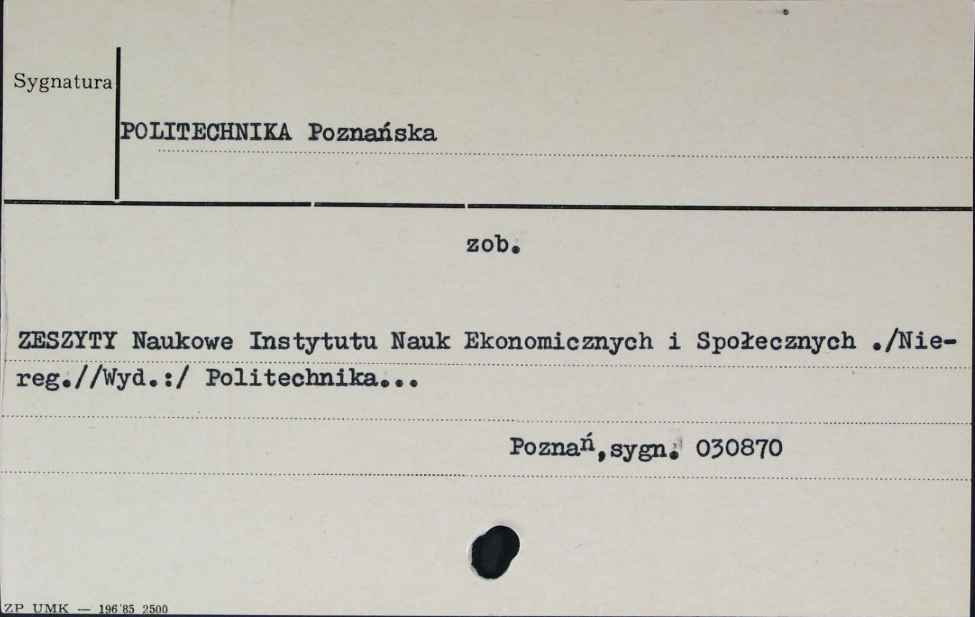 Sygnatura
POLITECHNIKA Poznańska
zob.
ZESZYTY Naukowe Instytutu Nauk Ekonomicznych i Społecznych ./Nie-
reg.//Wyd.:/ Politechnika...
Poznań,sygn. 030870
ZP UMK — 196'85 2500